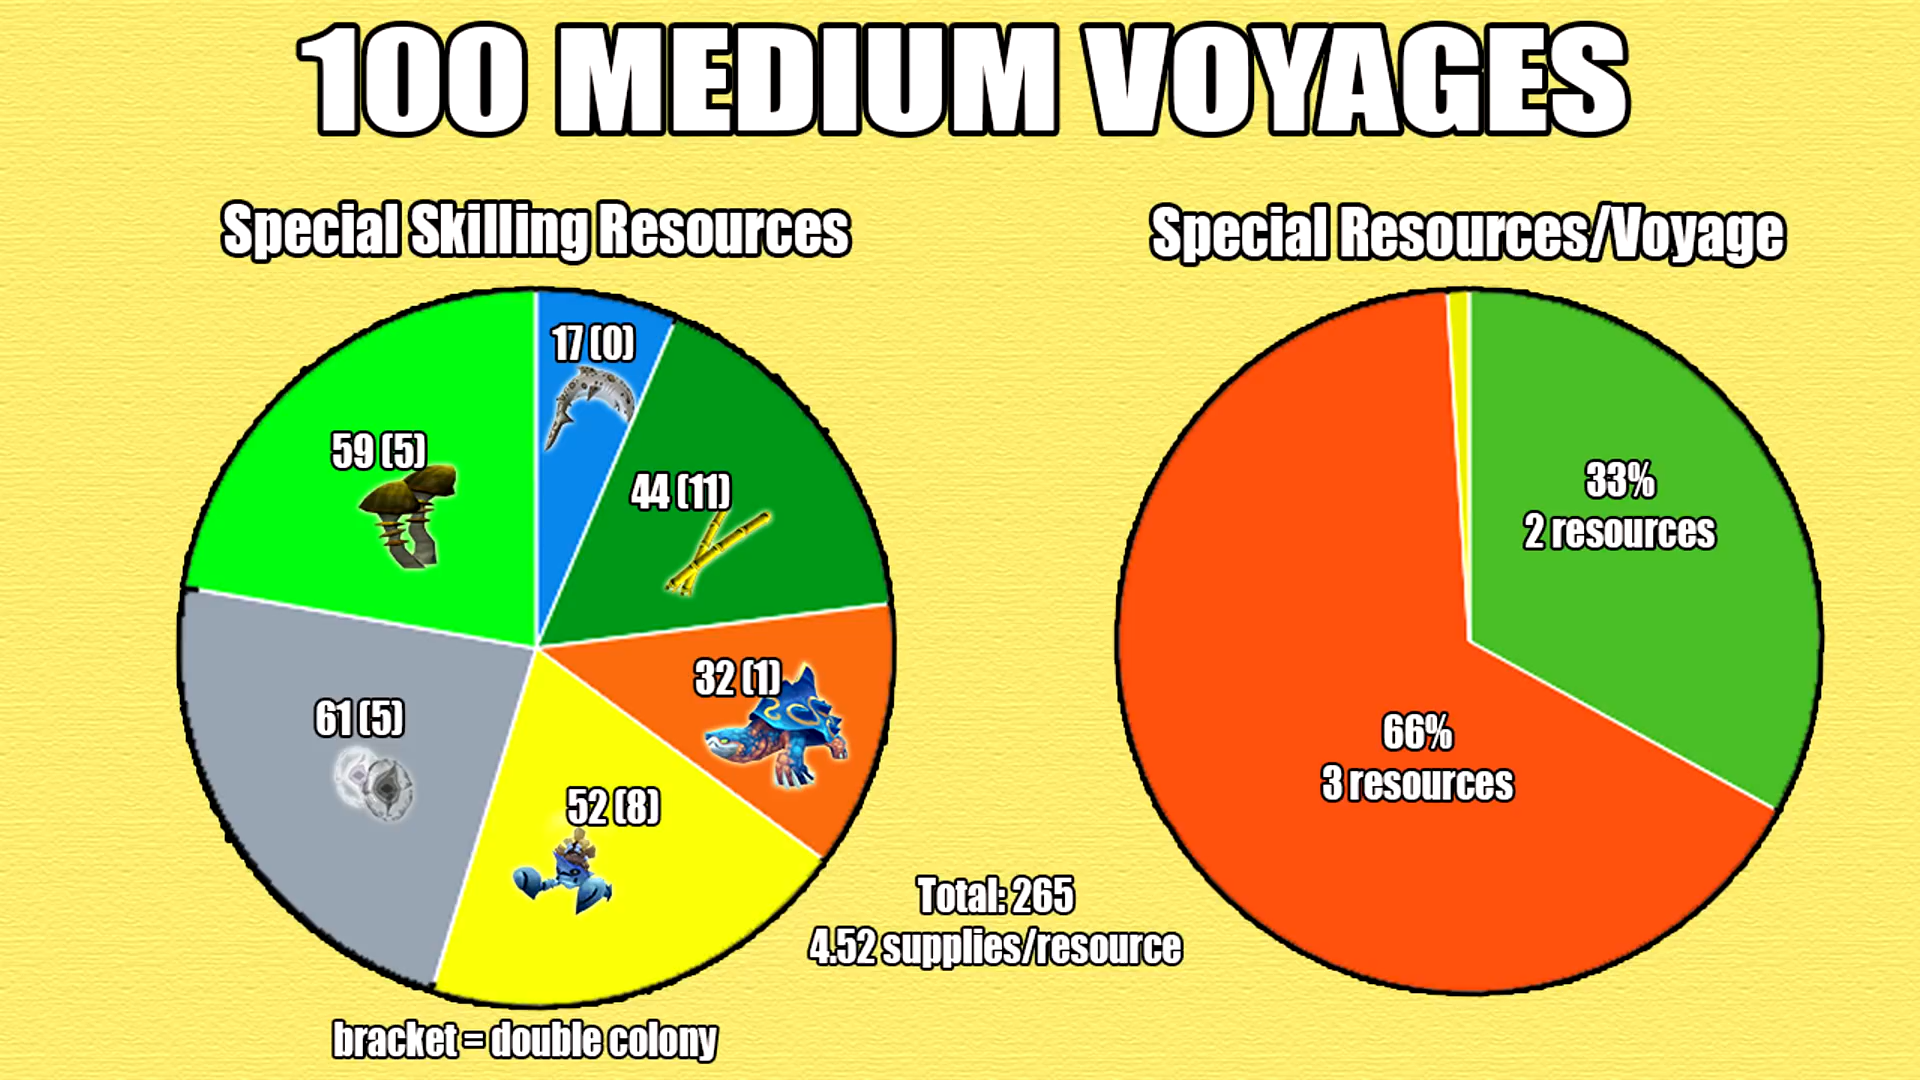 100 MEDIUM VOYAGES
Special Skilling Resources
Special Resources/Voyage
17 (0)
59 (5)
44 (11)
32 (1)
61 (5)
52 (8)
33%
2 resources
66%
3 resources
Total: 265
4.52 supplies/resource
bracket = double colony